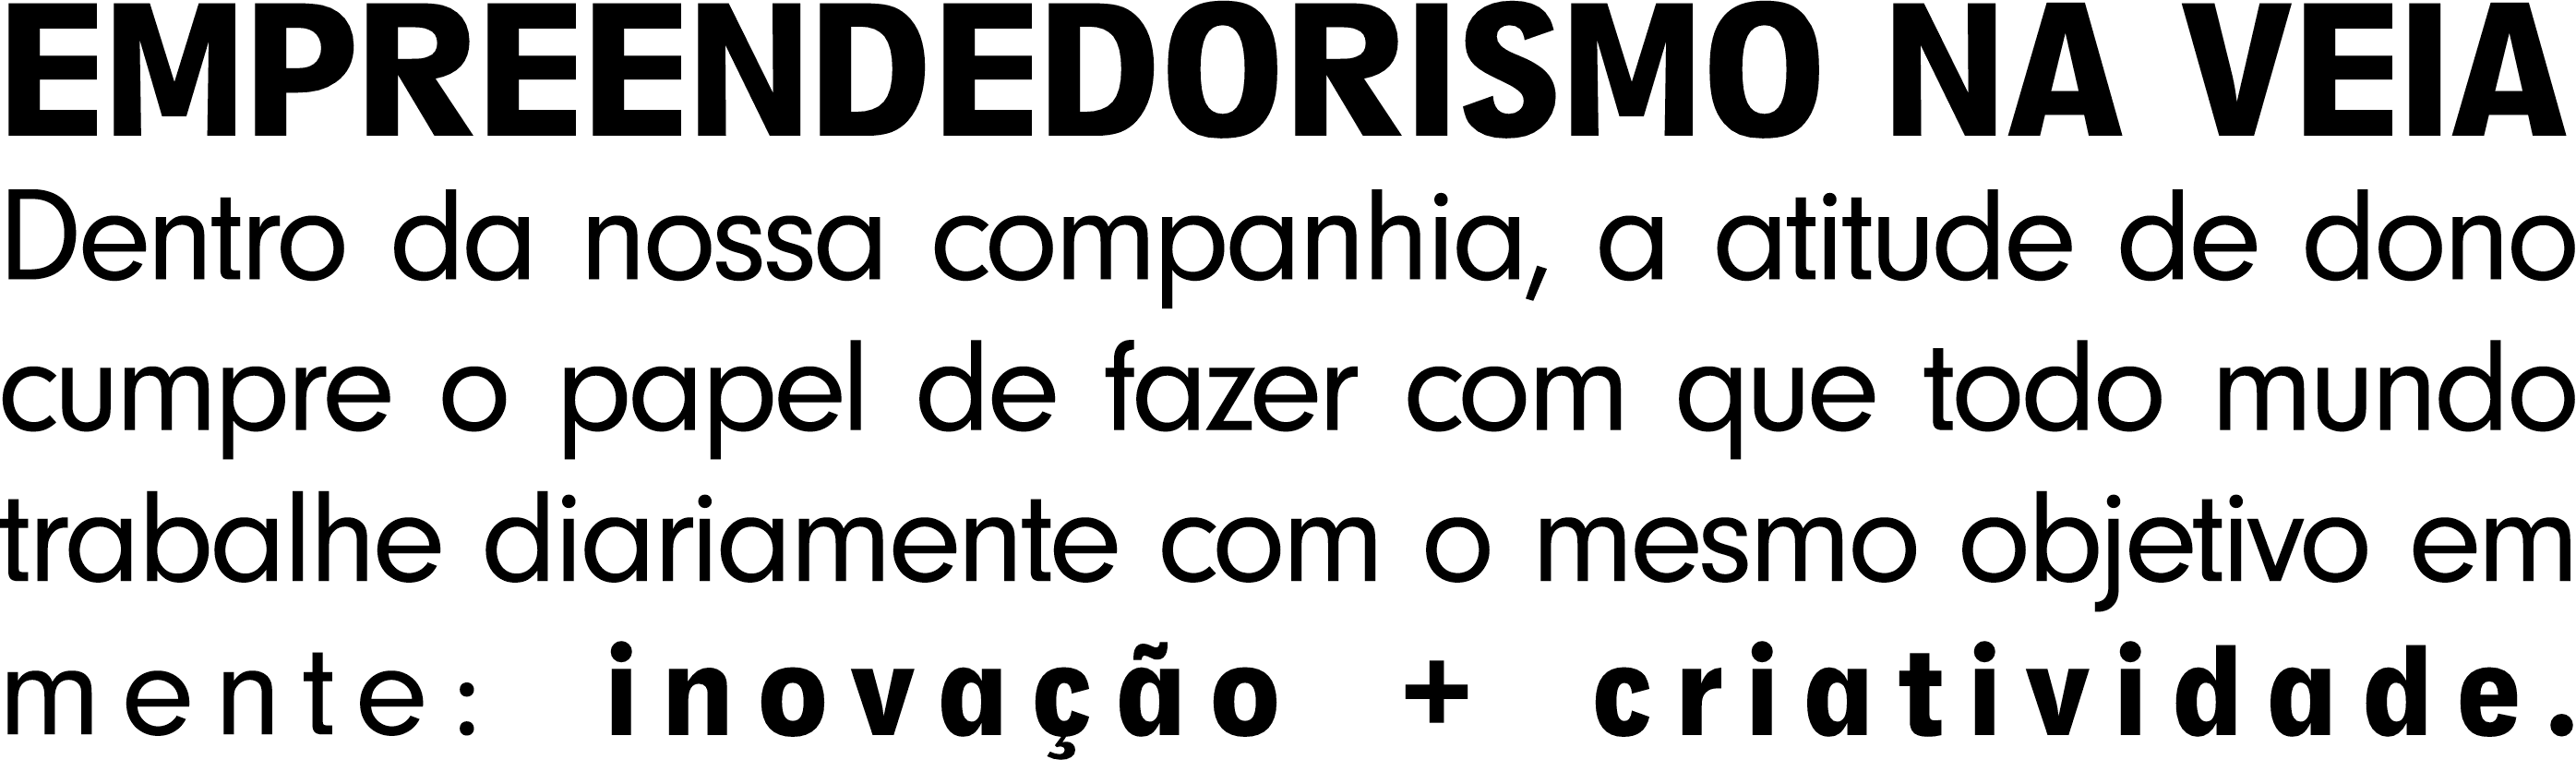 EMPREENDEDORISMO NA VEIA
Dentro da nossa companhia, a atitude de dono
cumpre o papel de fazer com que todo mundo
trabalhe diariamente com o mesmo objetivo em
mente: inovação + criatividade.